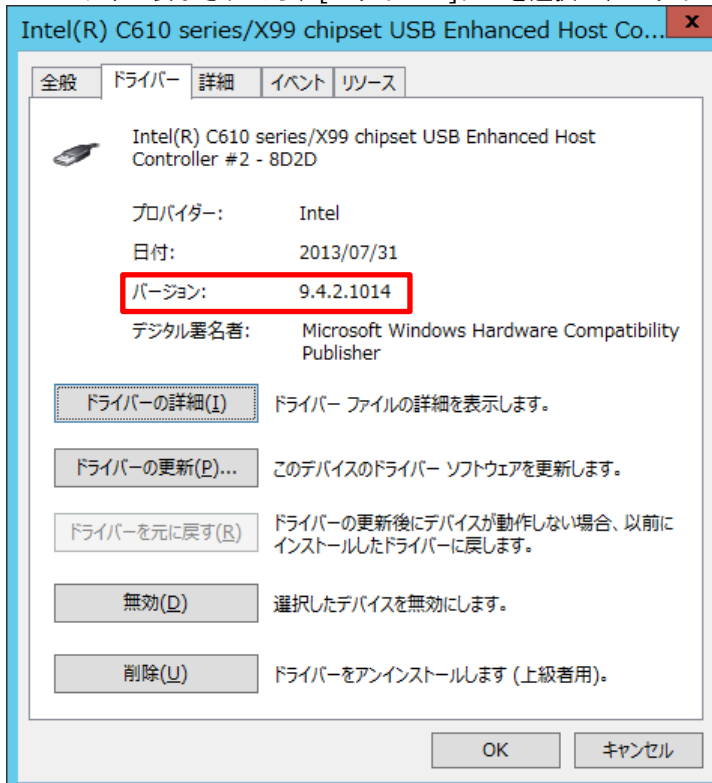 Intel(R) C610 series/X99 chipset USB Enhanced Host Co...
x
全般 ドライバー 詳細 イベント リソース
Intel(R) C610 series/X99 chipset USB Enhanced Host
Controller #2 - 8D2D
プロバイダー: Intel
日付: 2013/07/31
バージョン: 9.4.2.1014
デジタル署名者: Microsoft Windows Hardware Compatibility
Publisher
ドライバーの詳細(I) ドライバー ファイルの詳細を表示します。
ドライバーの更新(P)... このデバイスのドライバー ソフトウェアを更新します。
ドライバーを元に戻す(R) ドライバーの更新後にデバイスが動作しない場合、以前に
インストールしたドライバーに戻します。
無効(D) 選択したデバイスを無効にします。
削除(U) ドライバーをアンインストールします (上級者用)。
OK キャンセル